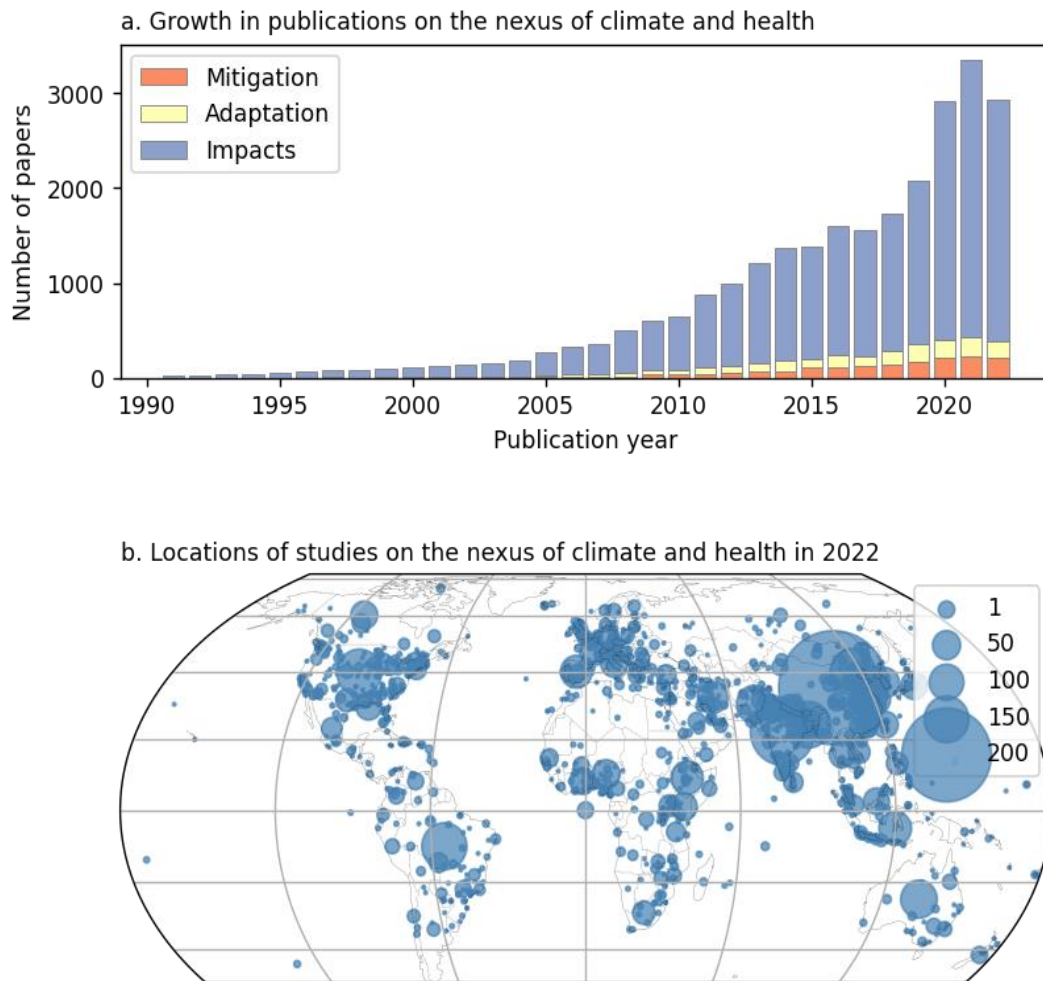 a. Growth in publications on the nexus of climate and health
Mitigation
Adaptation
Impacts
3000
2000
1000
0
Number of papers
1990 1995 2000 2005 2010 2015 2020
Publication year
b. Locations of studies on the nexus of climate and health in 2022
1
50
100
150
200